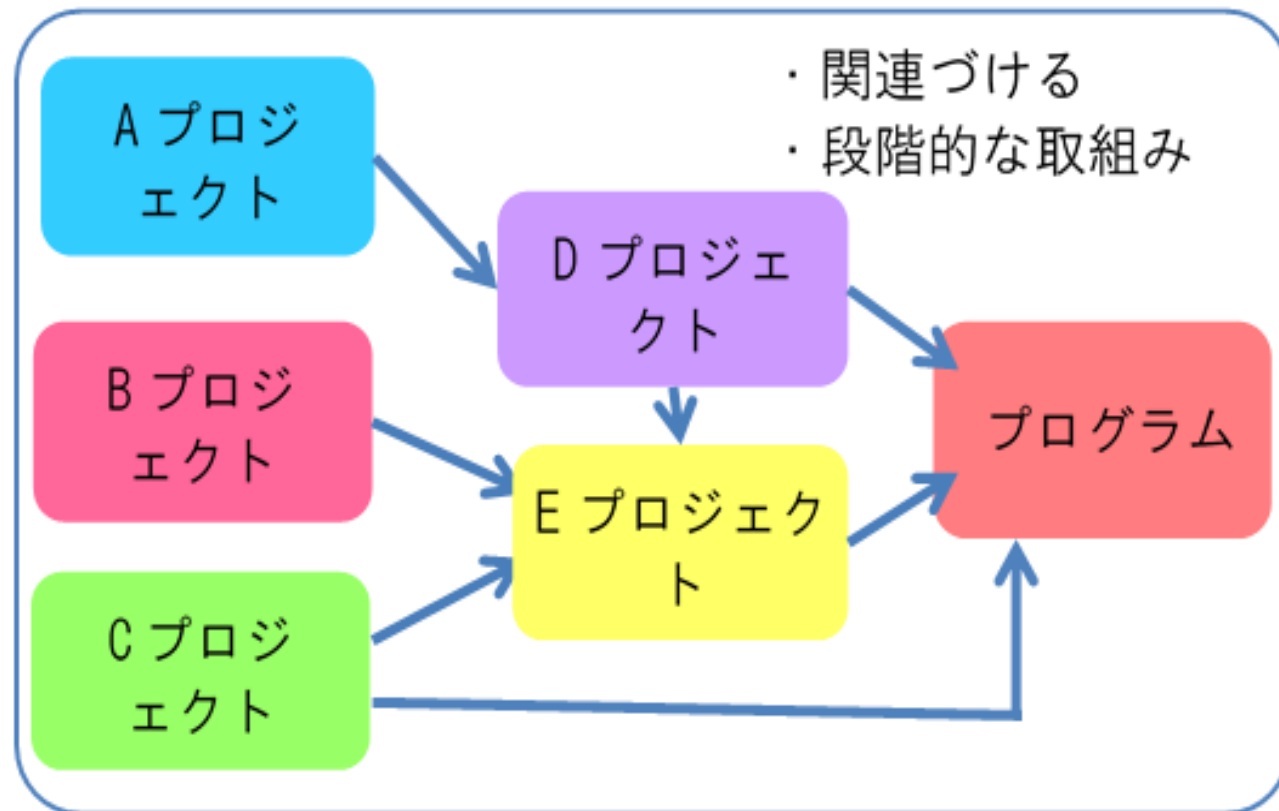 A プロジ
ェクト
・関連づける
・段階的な取組み
D プロジェ
クト
B プロジ
ェクト
プログラム
E プロジェク
ト
C プロジ
ェクト